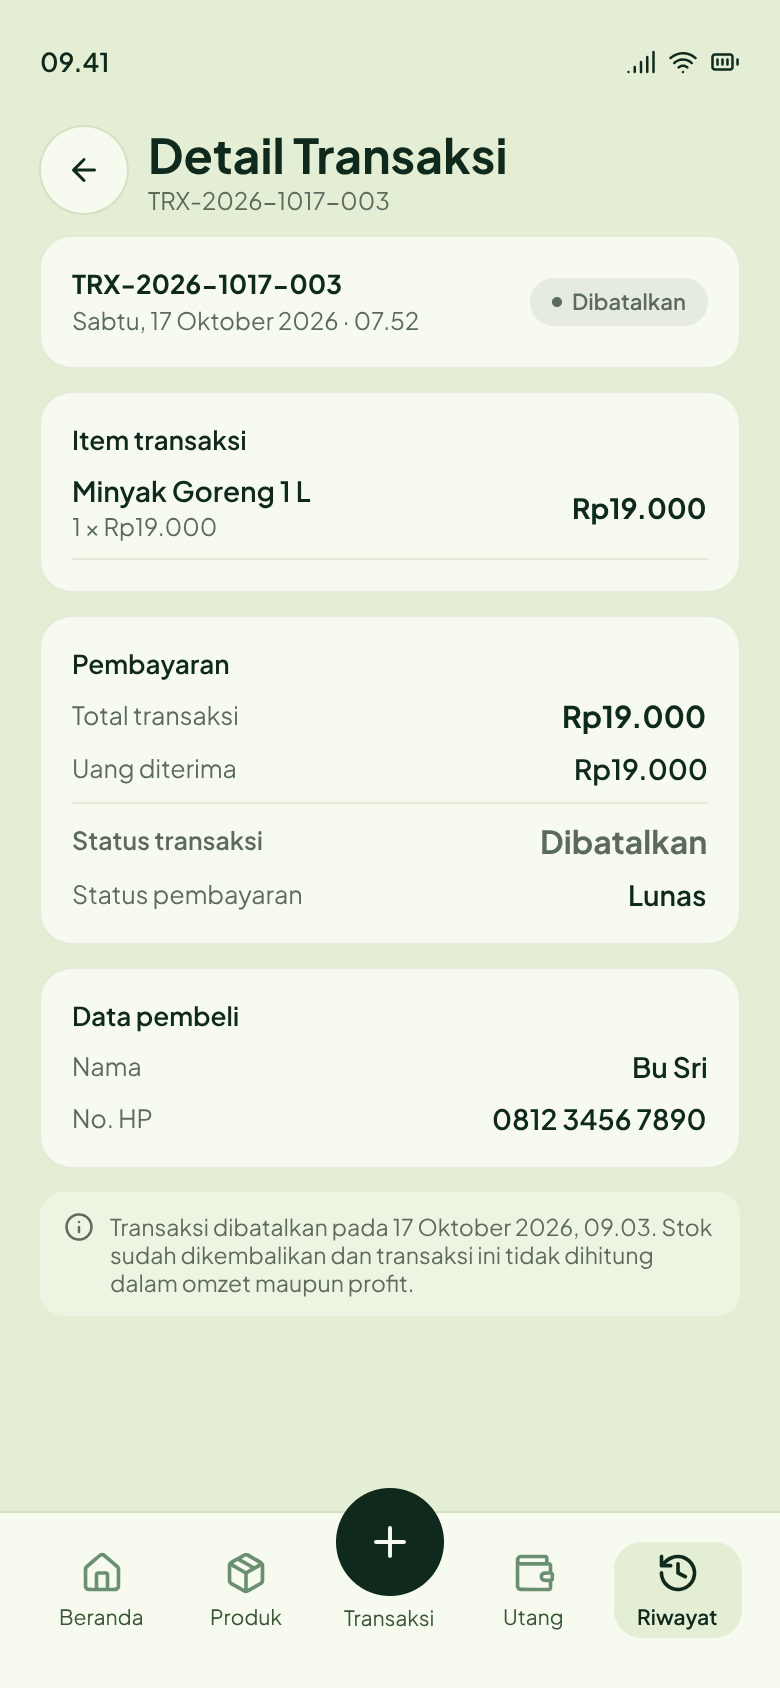 09.41
Detail Transaksi
TRX-2026-1017-003
TRX-2026-1017-003
Sabtu, 17 Oktober 2026 · 07.52
Dibatalkan
Item transaksi
Minyak Goreng 1 L
1 × Rp19.000
Rp19.000
Pembayaran
Total transaksi Rp19.000
Uang diterima Rp19.000
Status transaksi Dibatalkan
Status pembayaran Lunas
Data pembeli
Nama Bu Sri
No. HP 0812 3456 7890
Transaksi dibatalkan pada 17 Oktober 2026, 09.03. Stok
sudah dikembalikan dan transaksi ini tidak dihitung
dalam omzet maupun profit.
Beranda Produk Transaksi Utang Riwayat